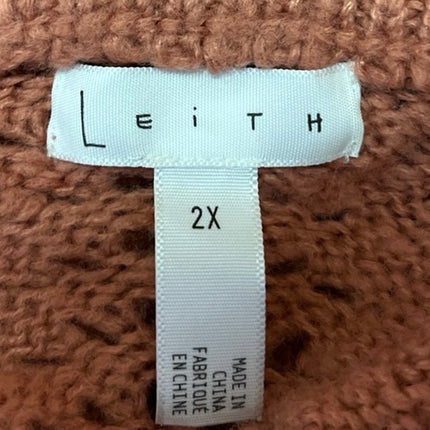 LEiTH
2X
MADE IN
CHINA
FABRIQUÉ
EN CHINE